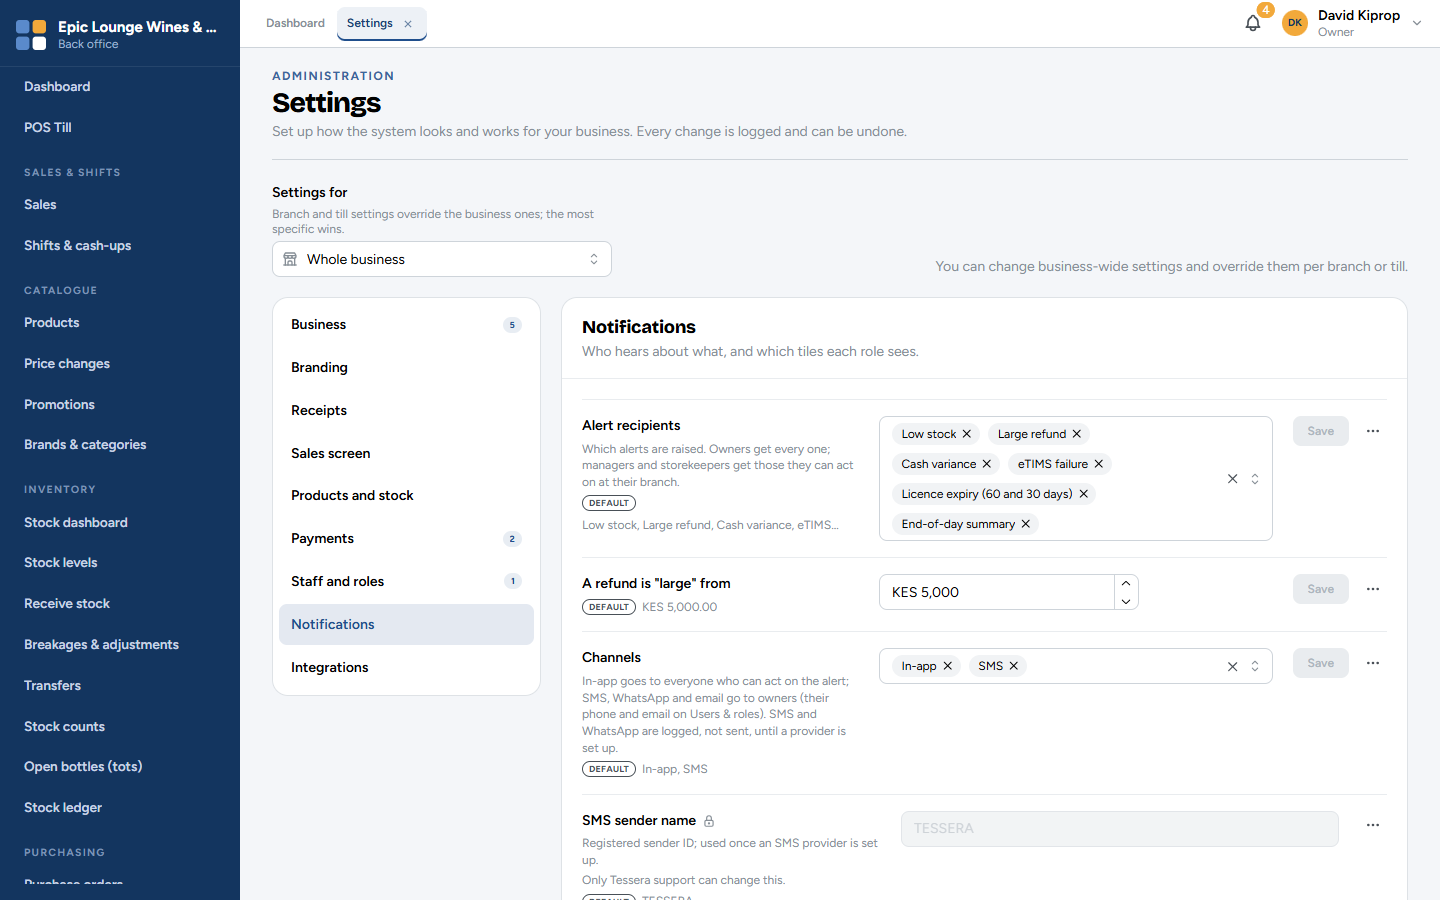 Epic Lounge Wines & ...
Back office
Dashboard
POS Till
SALES & SHIFTS
Sales
Shifts & cash-ups
CATALOGUE
Products
Price changes
Promotions
Brands & categories
INVENTORY
Stock dashboard
Stock levels
Receive stock
Breakages & adjustments
Transfers
Stock counts
Open bottles (tots)
Stock ledger
PURCHASING
Purchase orders
Dashboard
Settings
4
DK
David Kiprop
Owner
ADMINISTRATION
Settings
Set up how the system looks and works for your business. Every change is logged and can be undone.
Settings for
Branch and till settings override the business ones; the most
specific wins.
Whole business
You can change business-wide settings and override them per branch or till.
Business 5
Branding
Receipts
Sales screen
Products and stock
Payments 2
Staff and roles 1
Notifications
Integrations
Notifications
Who hears about what, and which tiles each role sees.
Alert recipients
Which alerts are raised. Owners get every one;
managers and storekeepers get those they can act
on at their branch.
DEFAULT
Low stock, Large refund, Cash variance, eTIMS...
Low stock Large refund
Cash variance eTIMS failure
Licence expiry (60 and 30 days)
End-of-day summary
Save
A refund is "large" from
DEFAULT KES 5,000.00
KES 5,000
Save
Channels
In-app goes to everyone who can act on the alert;
SMS, WhatsApp and email go to owners (their
phone and email on Users & roles). SMS and
WhatsApp are logged, not sent, until a provider is
set up.
DEFAULT In-app, SMS
In-app SMS
Save
SMS sender name
Registered sender ID; used once an SMS provider is set
up.
Only Tessera support can change this.
DEFAULT TESSERA
TESSERA